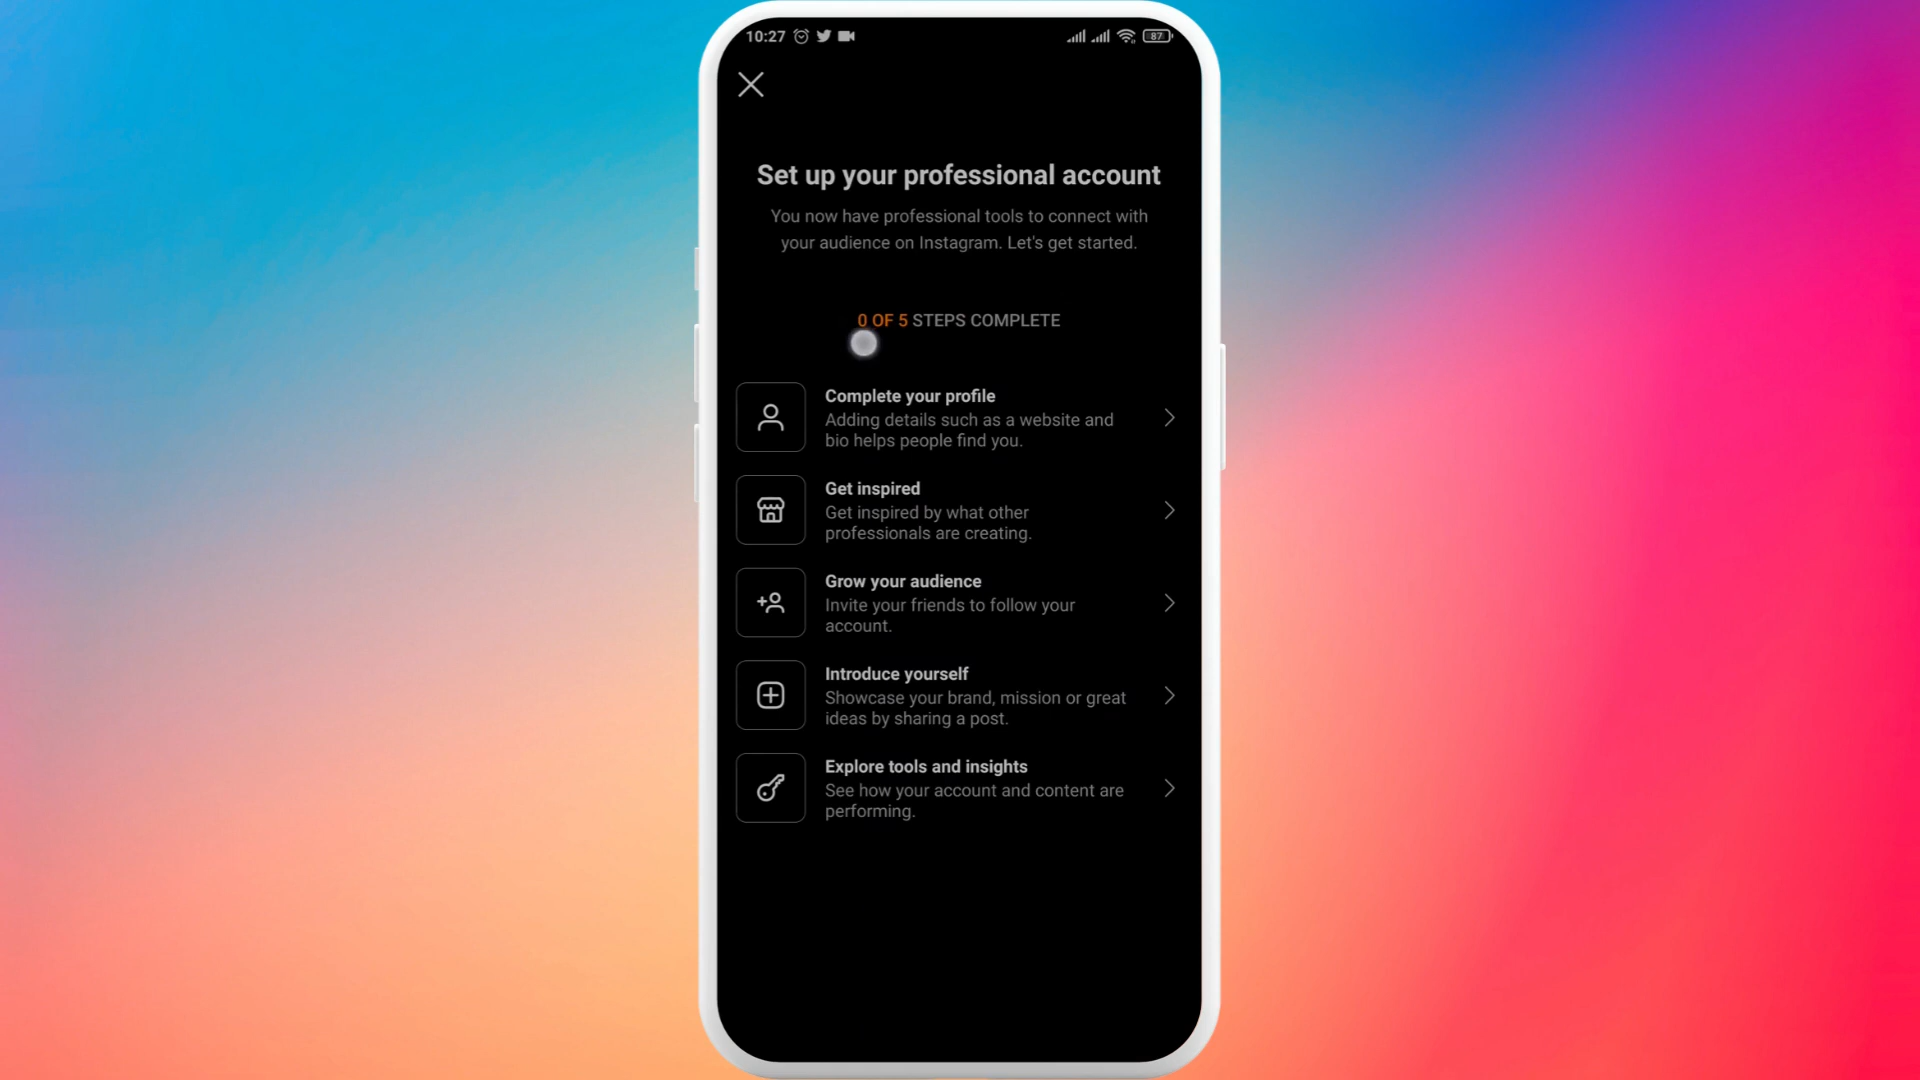 10:27
87
Set up your professional account
You now have professional tools to connect with
your audience on Instagram. Let's get started.
0 OF 5 STEPS COMPLETE
Complete your profile
Adding details such as a website and
bio helps people find you.
Get inspired
Get inspired by what other
professionals are creating.
Grow your audience
Invite your friends to follow your
account.
Introduce yourself
Showcase your brand, mission or great
ideas by sharing a post.
Explore tools and insights
See how your account and content are
performing.